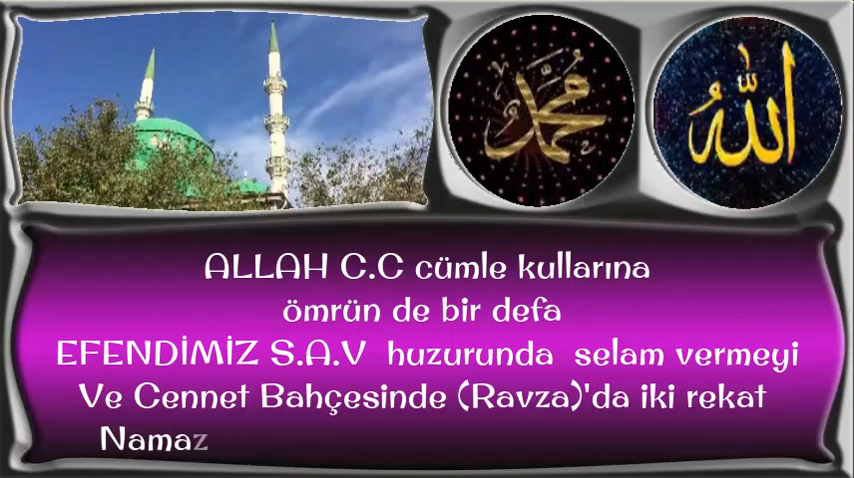 محمد
الله
ALLAH C.C cümle kullarına
ömrün de bir defa
EFENDİMİZ S.A.V huzurunda selam vermeyi
Ve Cennet Bahçesinde (Ravza)'da iki rekat
Namaz